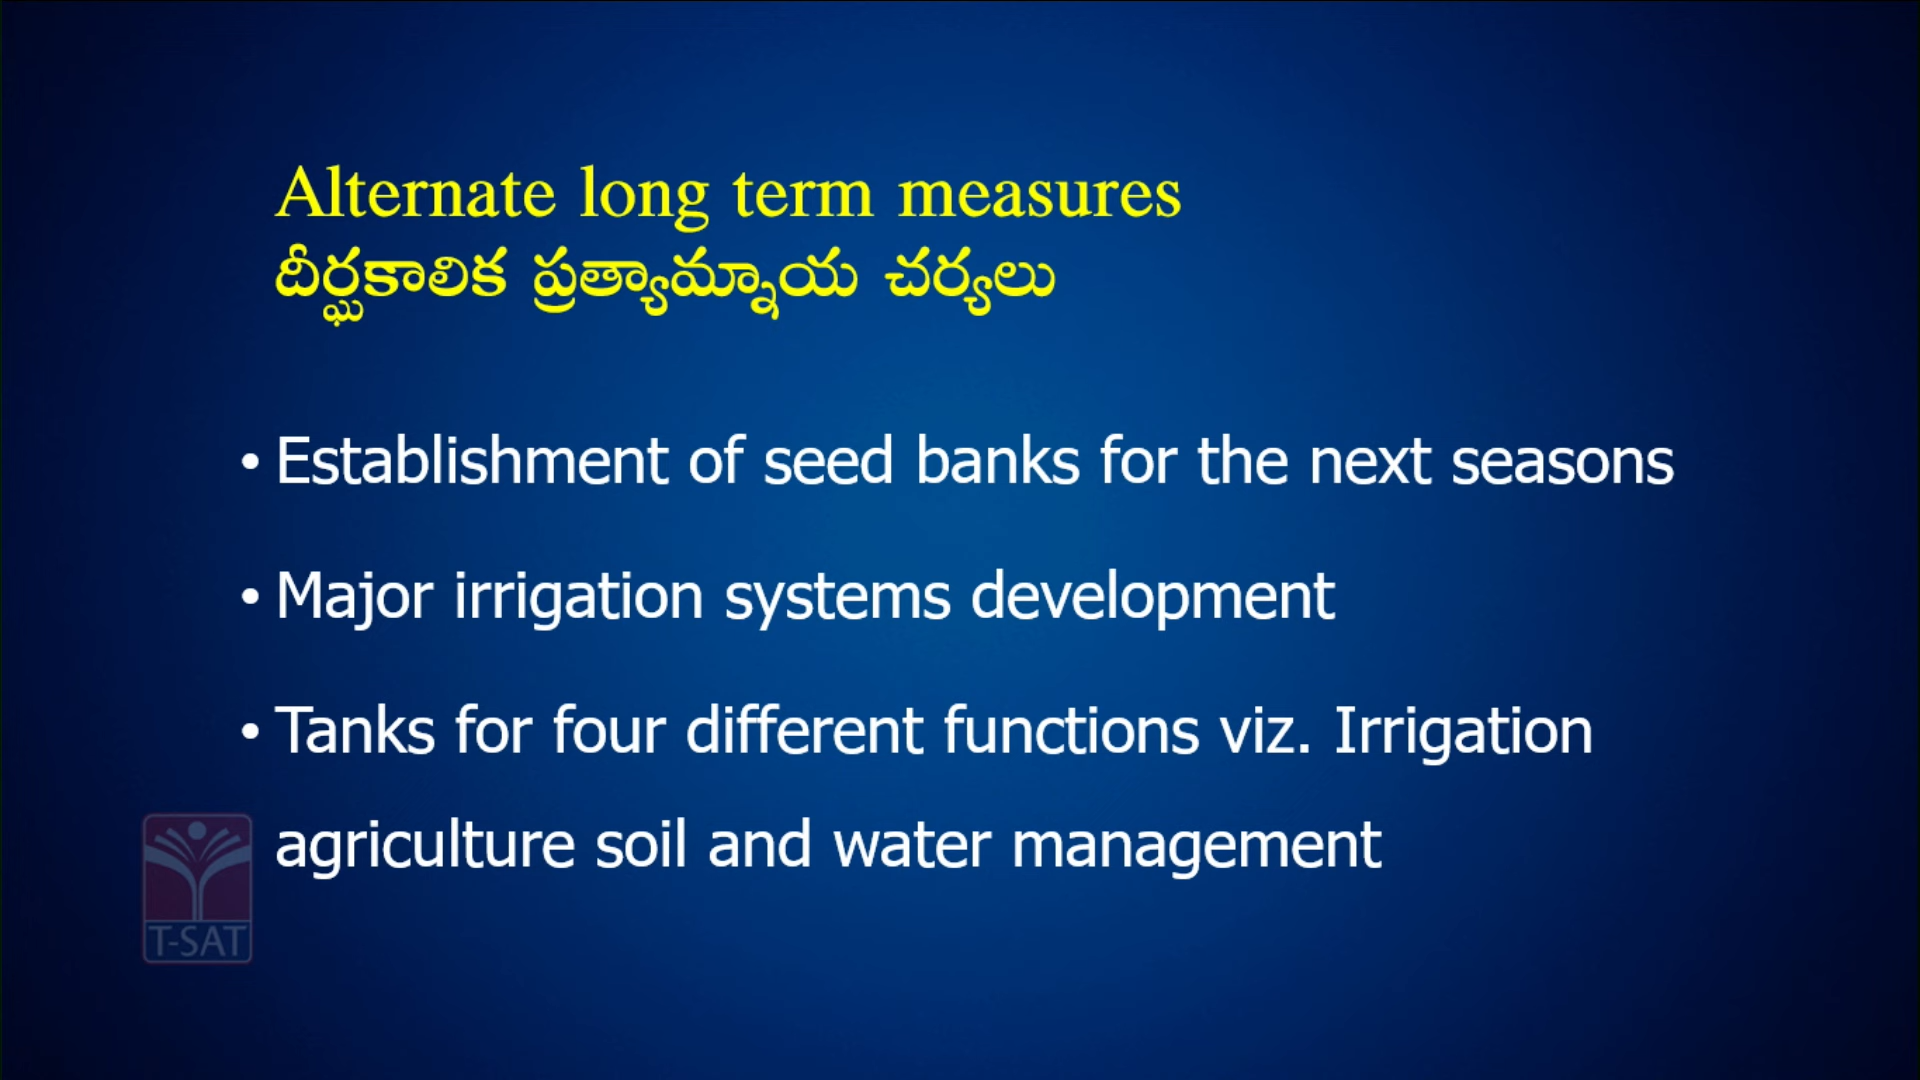 Alternate long term measures
దీర్ఘకాలిక ప్రత్యామ్నాయ చర్యలు
• Establishment of seed banks for the next seasons
• Major irrigation systems development
• Tanks for four different functions viz. Irrigation
agriculture soil and water management
T-SAT